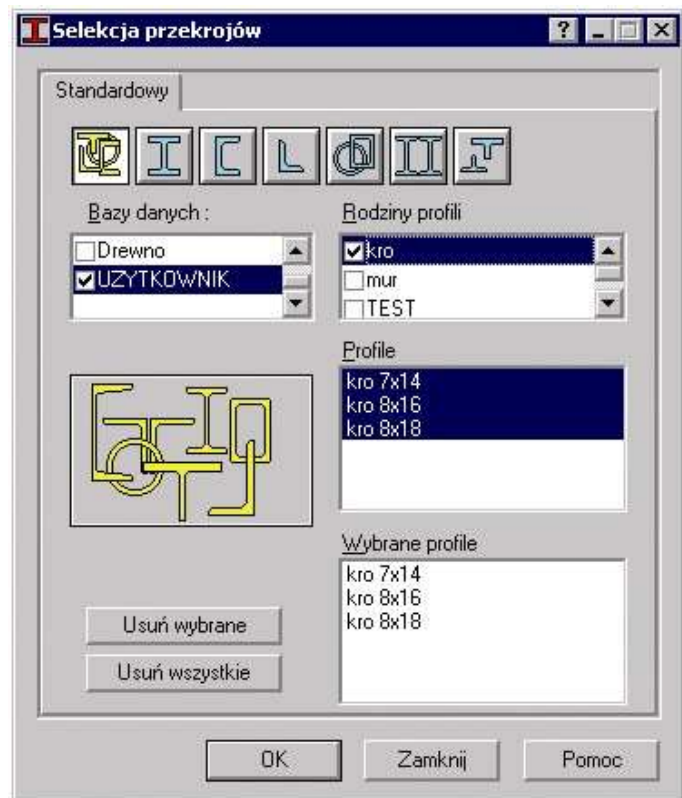 Selekcja przekrojów
Standardowy
Bazy danych :
Rodziny profili
Drewno
UZYTKOWNIK
kro
mur
TEST
Profile
kro 7x14
kro 8x16
kro 8x18
Wybrane profile
kro 7x14
kro 8x16
kro 8x18
Usuń wybrane
Usuń wszystkie
OK
Zamknij
Pomoc